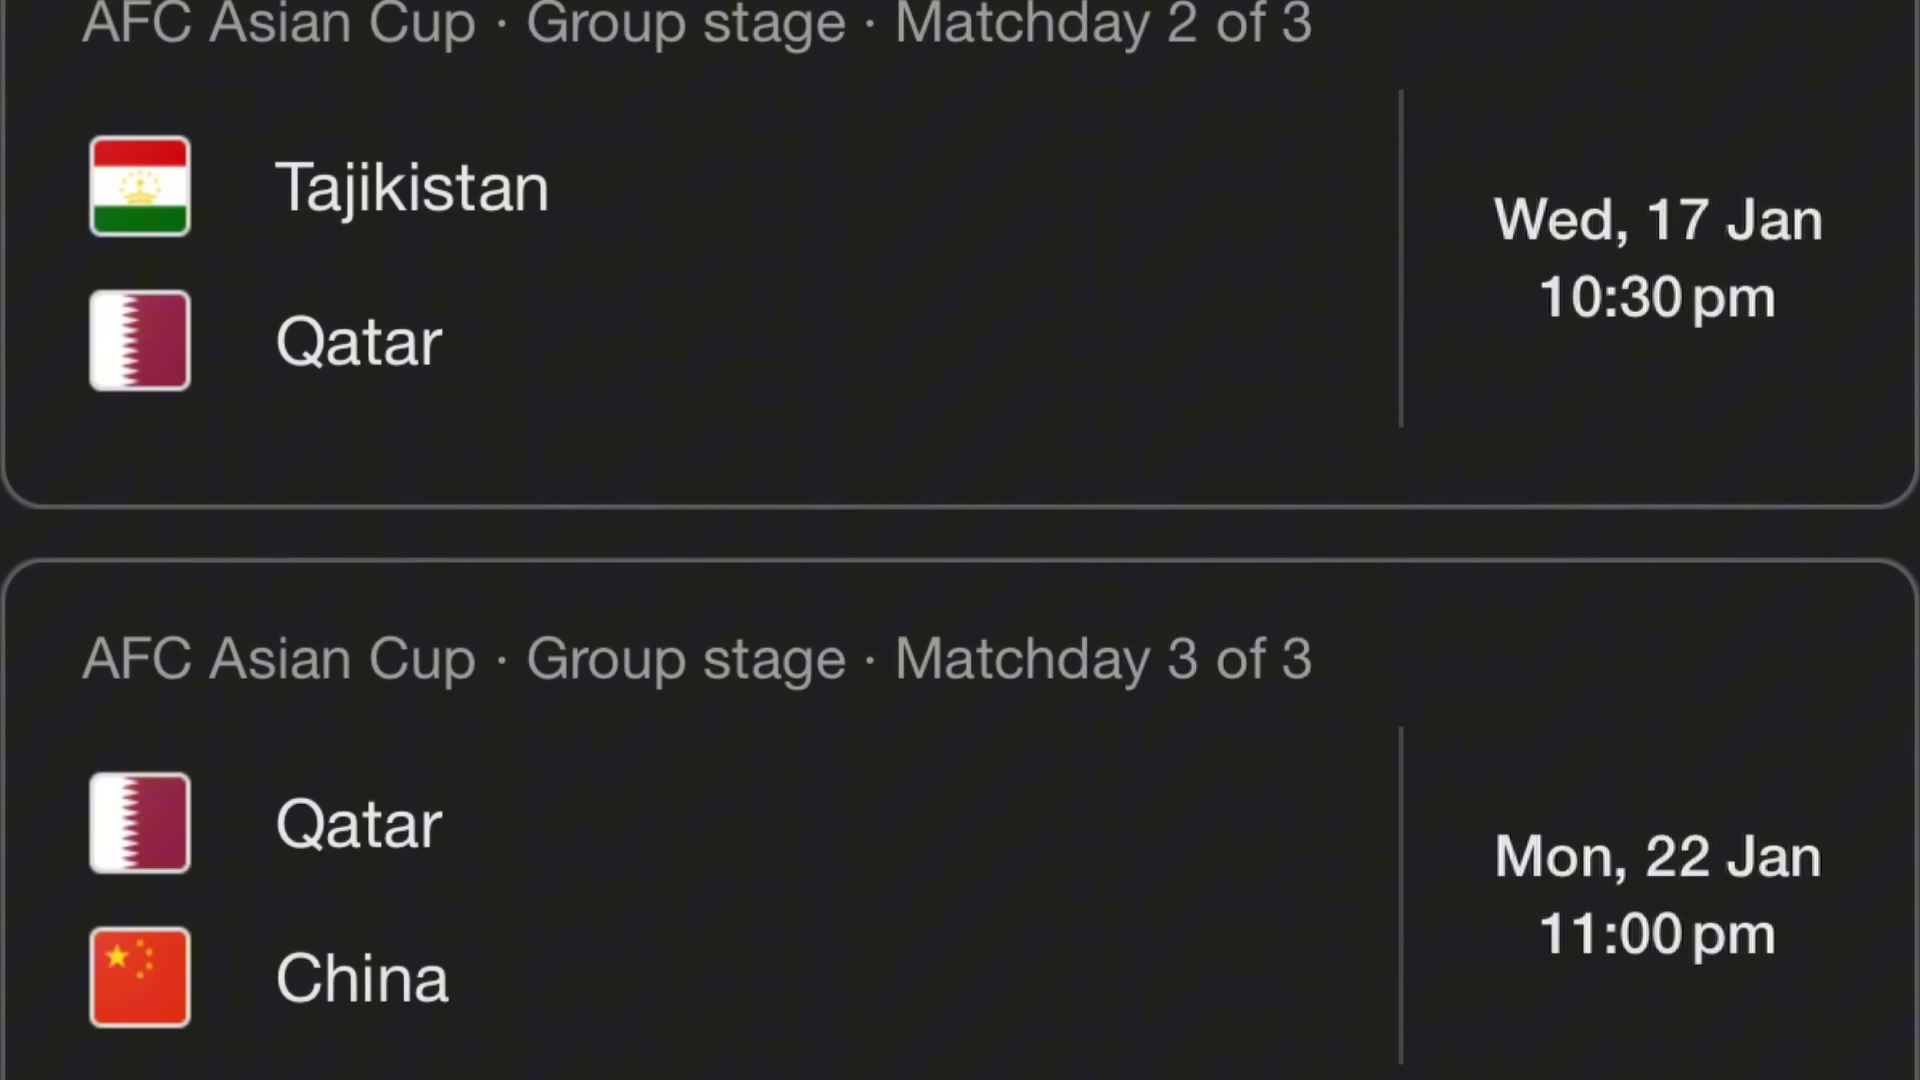 AFC Asian Cup · Group stage · Matchday 2 of 3
Tajikistan
Qatar
Wed, 17 Jan
10:30 pm
AFC Asian Cup · Group stage · Matchday 3 of 3
Qatar
China
Mon, 22 Jan
11:00 pm